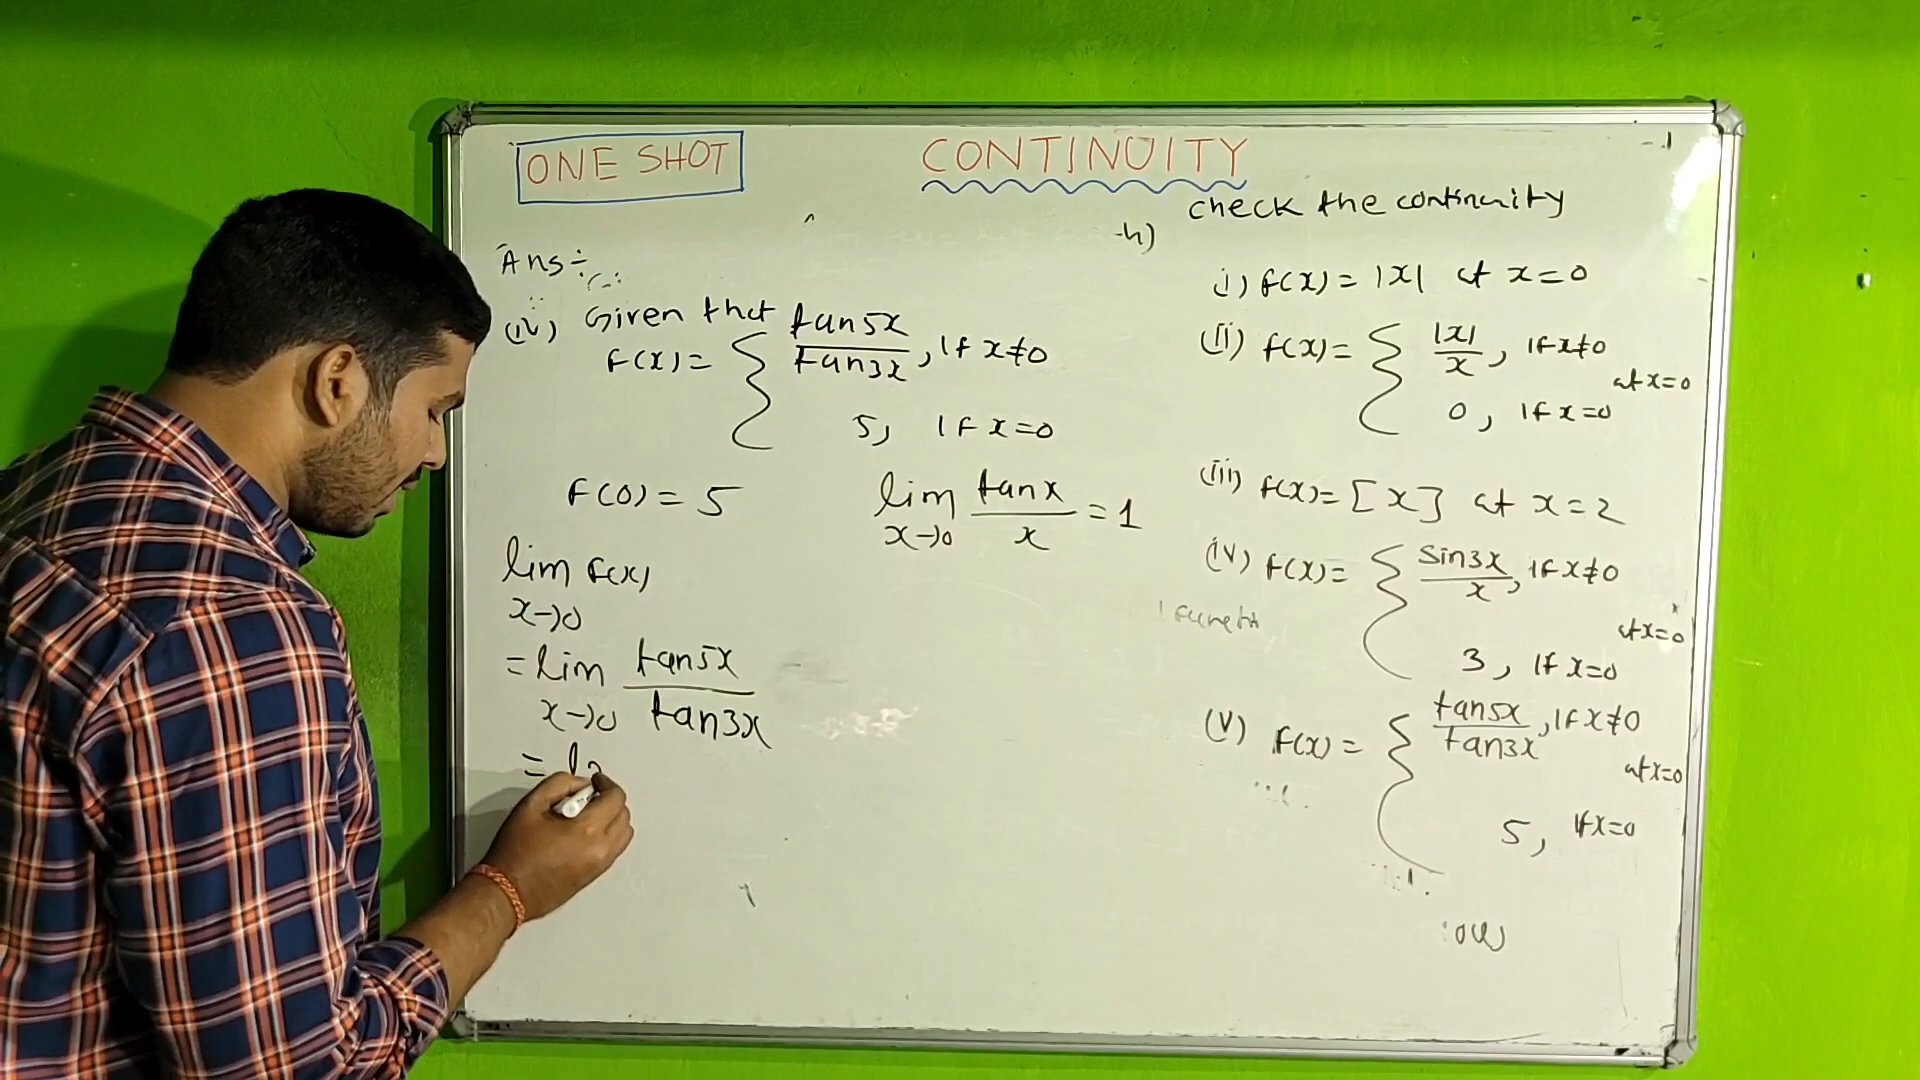 ONE SHOT
CONTINUITY
Ans ÷
(iv) Given that
f(x) = { tan5x / tan3x , if x≠0
5, if x=0
f(0) = 5
lim x→0 tanx / x = 1
lim f(x)
x→0
= lim x→0 tan5x / tan3x
=
check the continuity
i) f(x) = |x| at x=0
(ii) f(x) = { |x| / x , if x≠0
at x=0
0, if x=0
(iii) f(x) = [x] at x=2
(iv) f(x) = { sin3x / x , if x≠0
at x=0
3, if x=0
(v) f(x) = { tan5x / tan3x , if x≠0
at x=0
5, if x=0